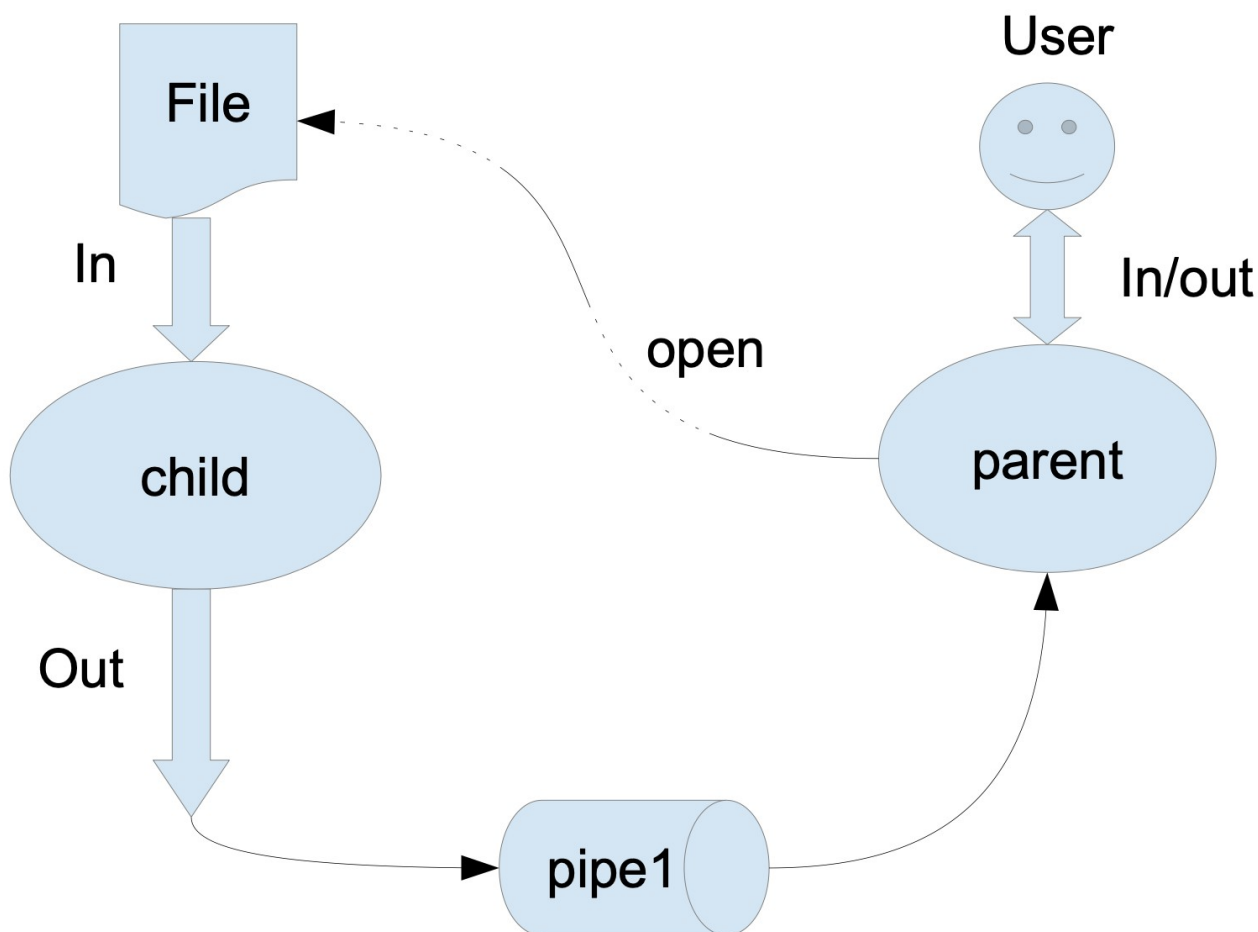 User
File
In
In/out
open
child
parent
Out
pipe1